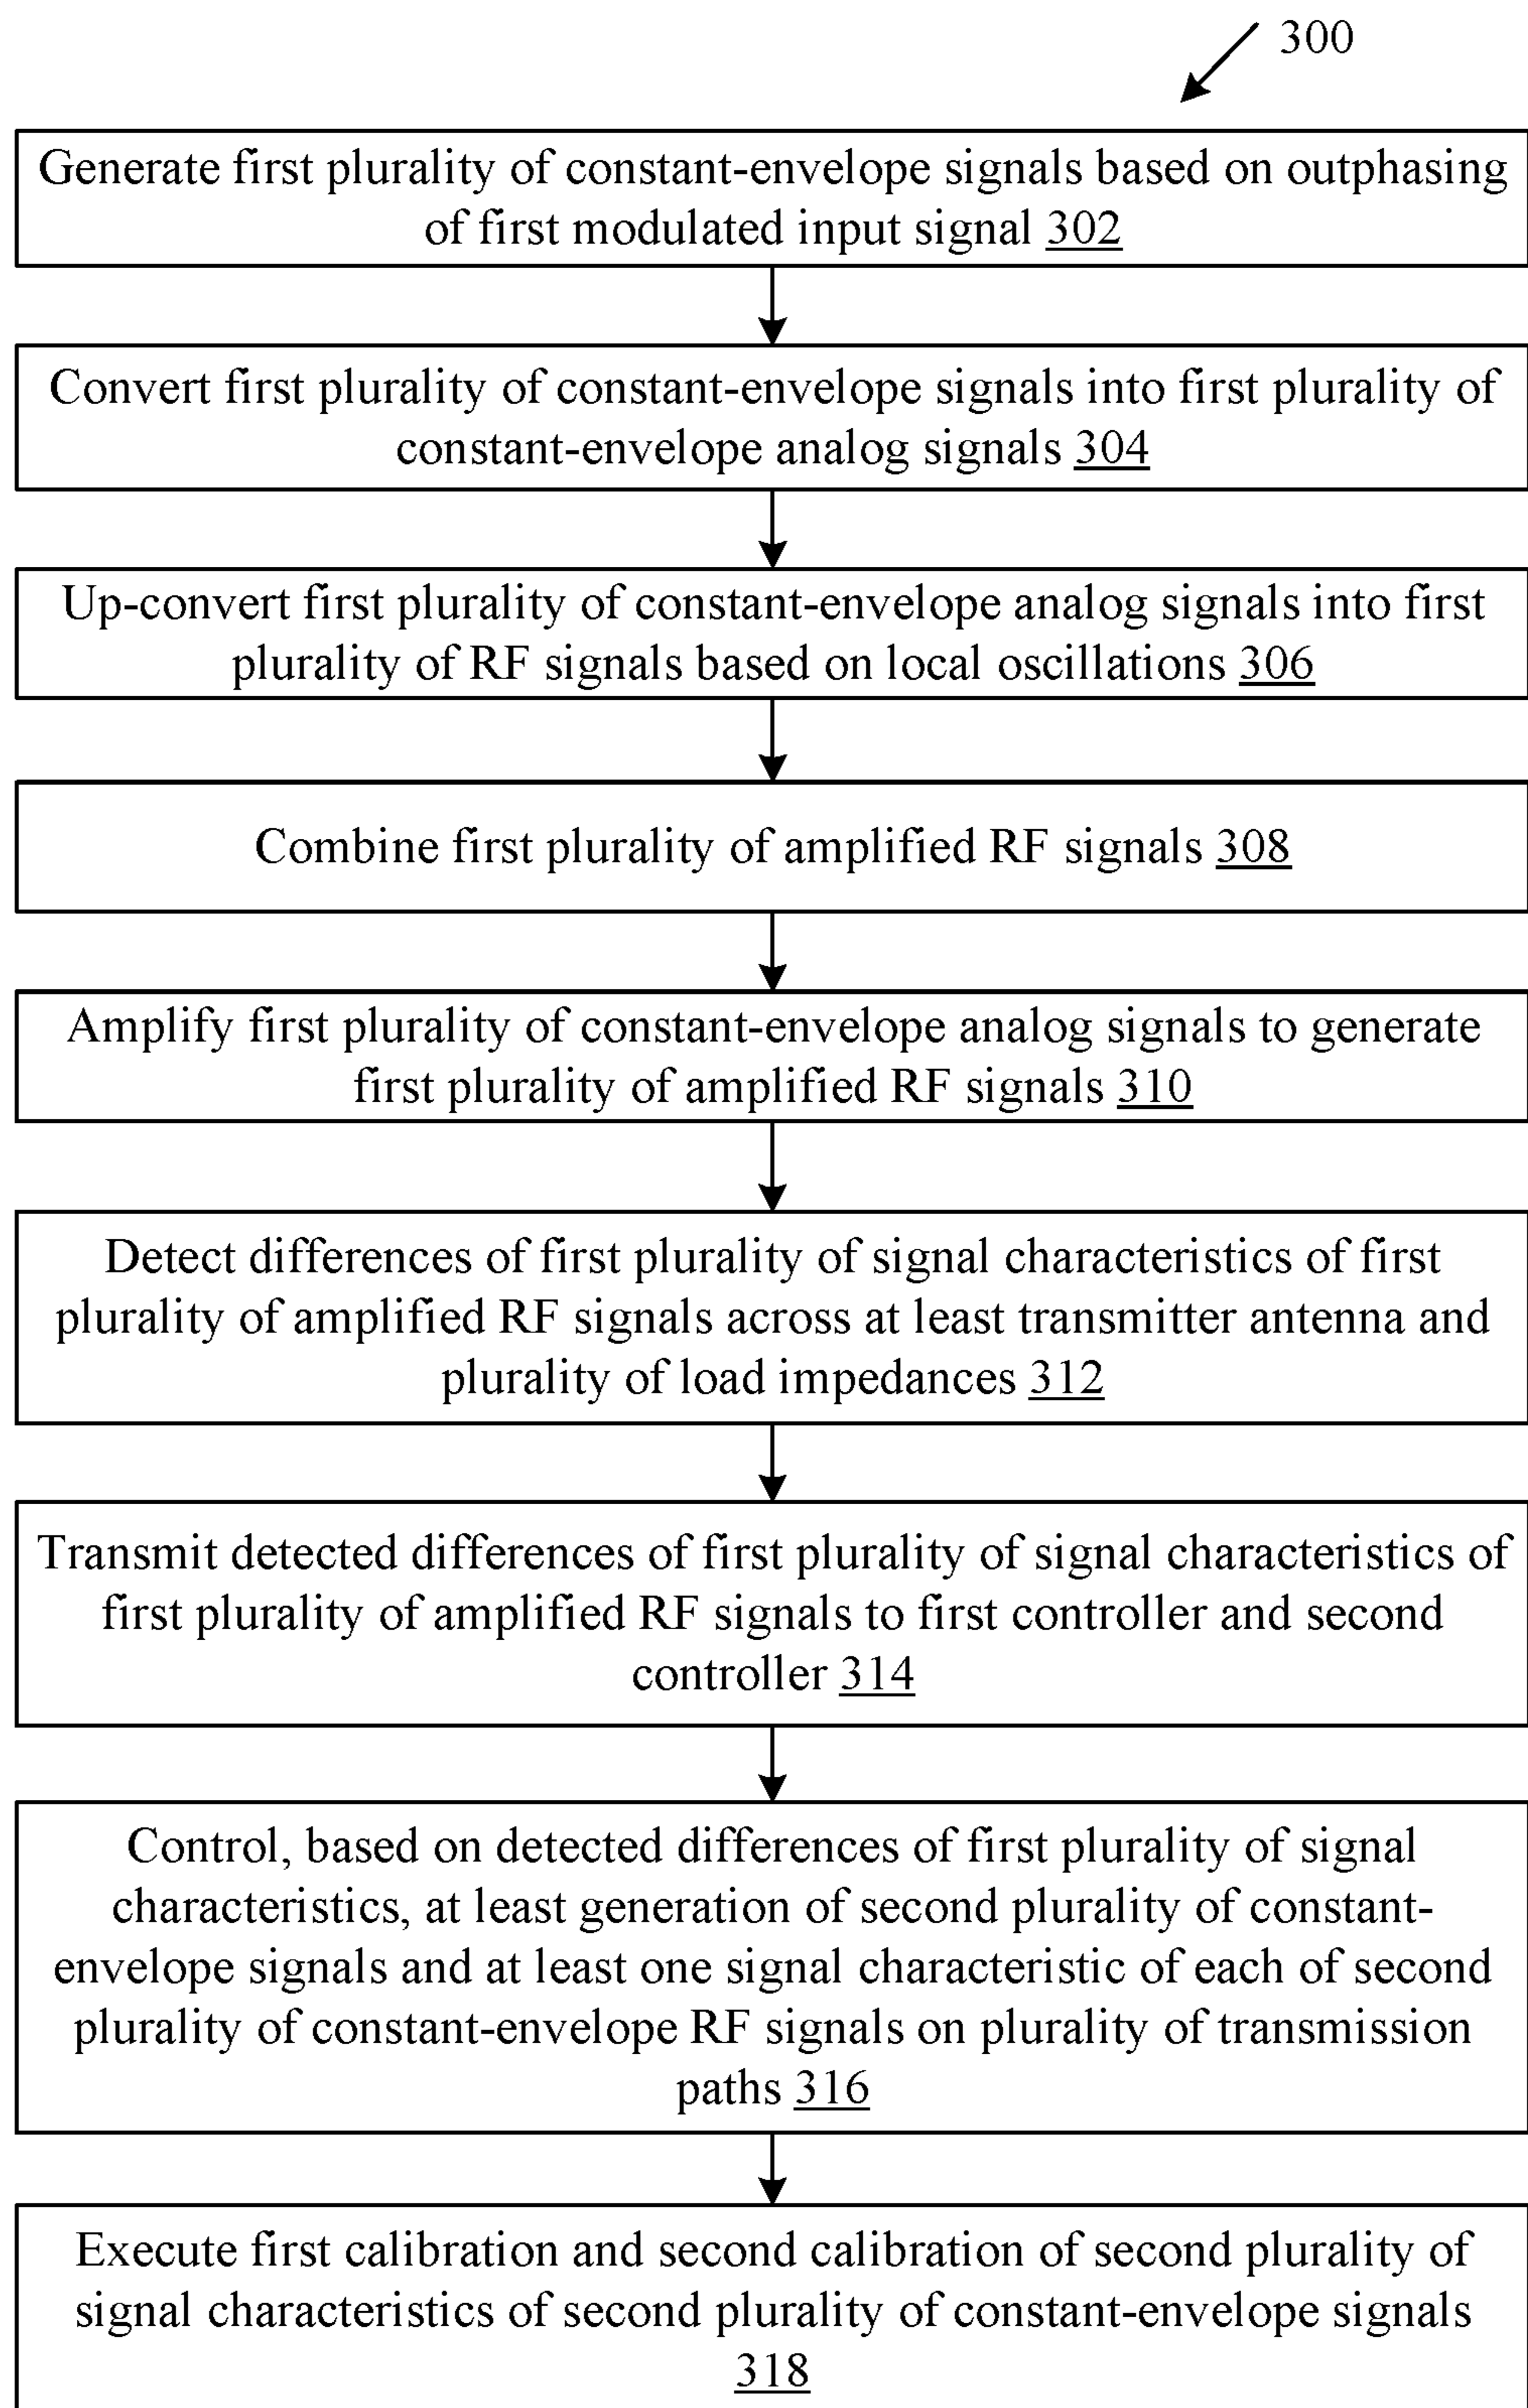 300
Generate first plurality of constant-envelope signals based on outphasing
of first modulated input signal 302
Convert first plurality of constant-envelope signals into first plurality of
constant-envelope analog signals 304
Up-convert first plurality of constant-envelope analog signals into first
plurality of RF signals based on local oscillations 306
Combine first plurality of amplified RF signals 308
Amplify first plurality of constant-envelope analog signals to generate
first plurality of amplified RF signals 310
Detect differences of first plurality of signal characteristics of first
plurality of amplified RF signals across at least transmitter antenna and
plurality of load impedances 312
Transmit detected differences of first plurality of signal characteristics of
first plurality of amplified RF signals to first controller and second
controller 314
Control, based on detected differences of first plurality of signal
characteristics, at least generation of second plurality of constant-
envelope signals and at least one signal characteristic of each of second
plurality of constant-envelope RF signals on plurality of transmission
paths 316
Execute first calibration and second calibration of second plurality of
signal characteristics of second plurality of constant-envelope signals
318